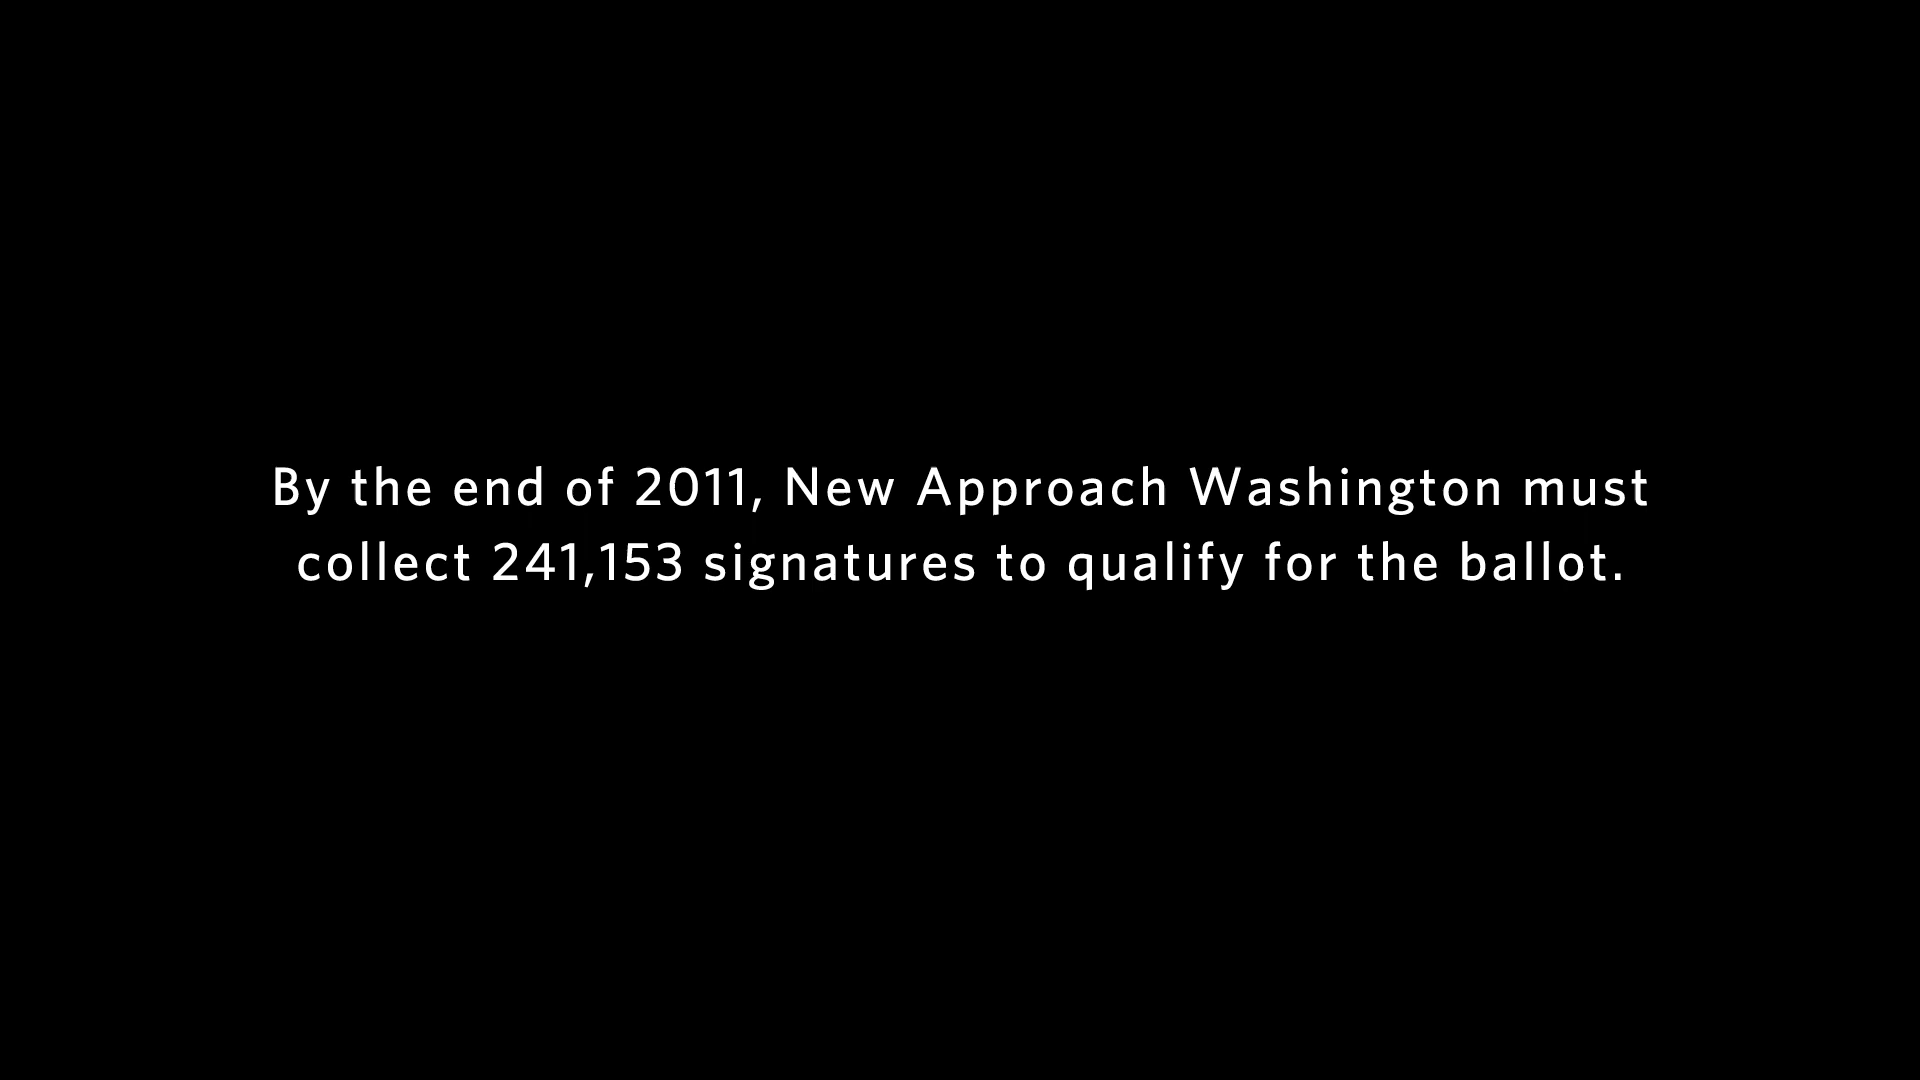 By the end of 2011, New Approach Washington must
collect 241,153 signatures to qualify for the ballot.